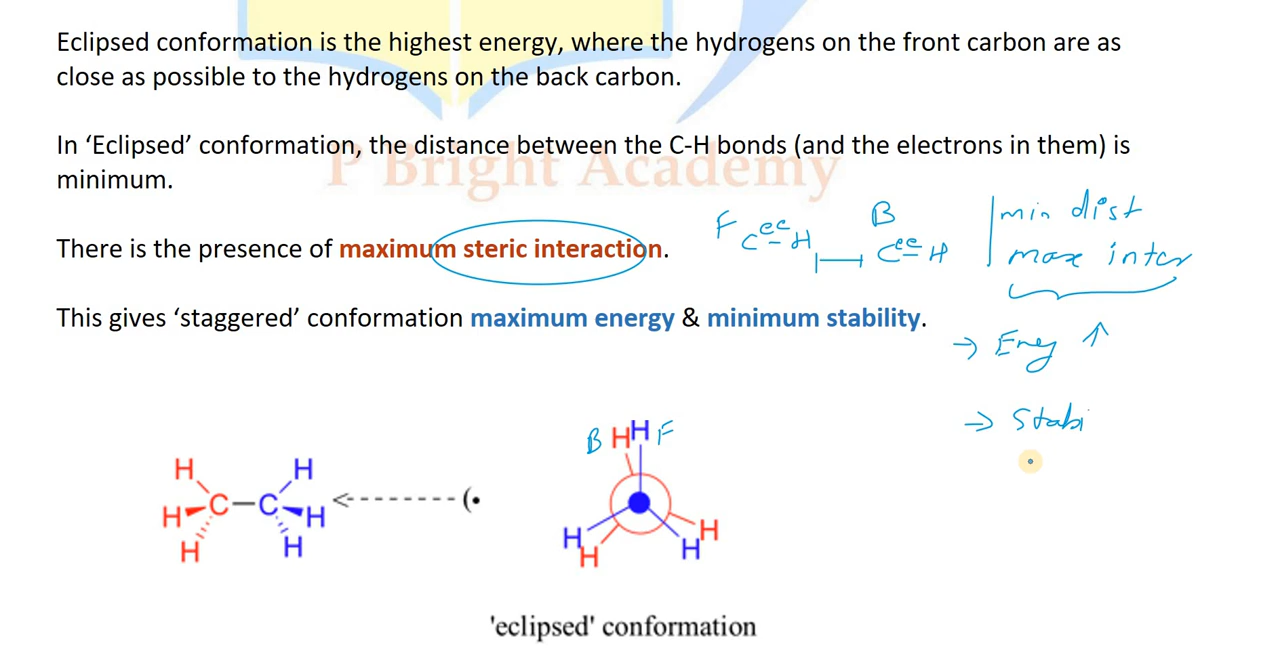 Eclipsed conformation is the highest energy, where the hydrogens on the front carbon are as
close as possible to the hydrogens on the back carbon.
In ‘Eclipsed’ conformation, the distance between the C-H bonds (and the electrons in them) is
minimum.
P Bright Academy
There is the presence of maximum steric interaction.
F C ee H
B
C ee H
min dist
max inter
This gives ‘staggered’ conformation maximum energy & minimum stability.
→ Eney ↑
→ Stabi
B H H F
H H
H C C H
H H
H H
H H
H H
'eclipsed' conformation